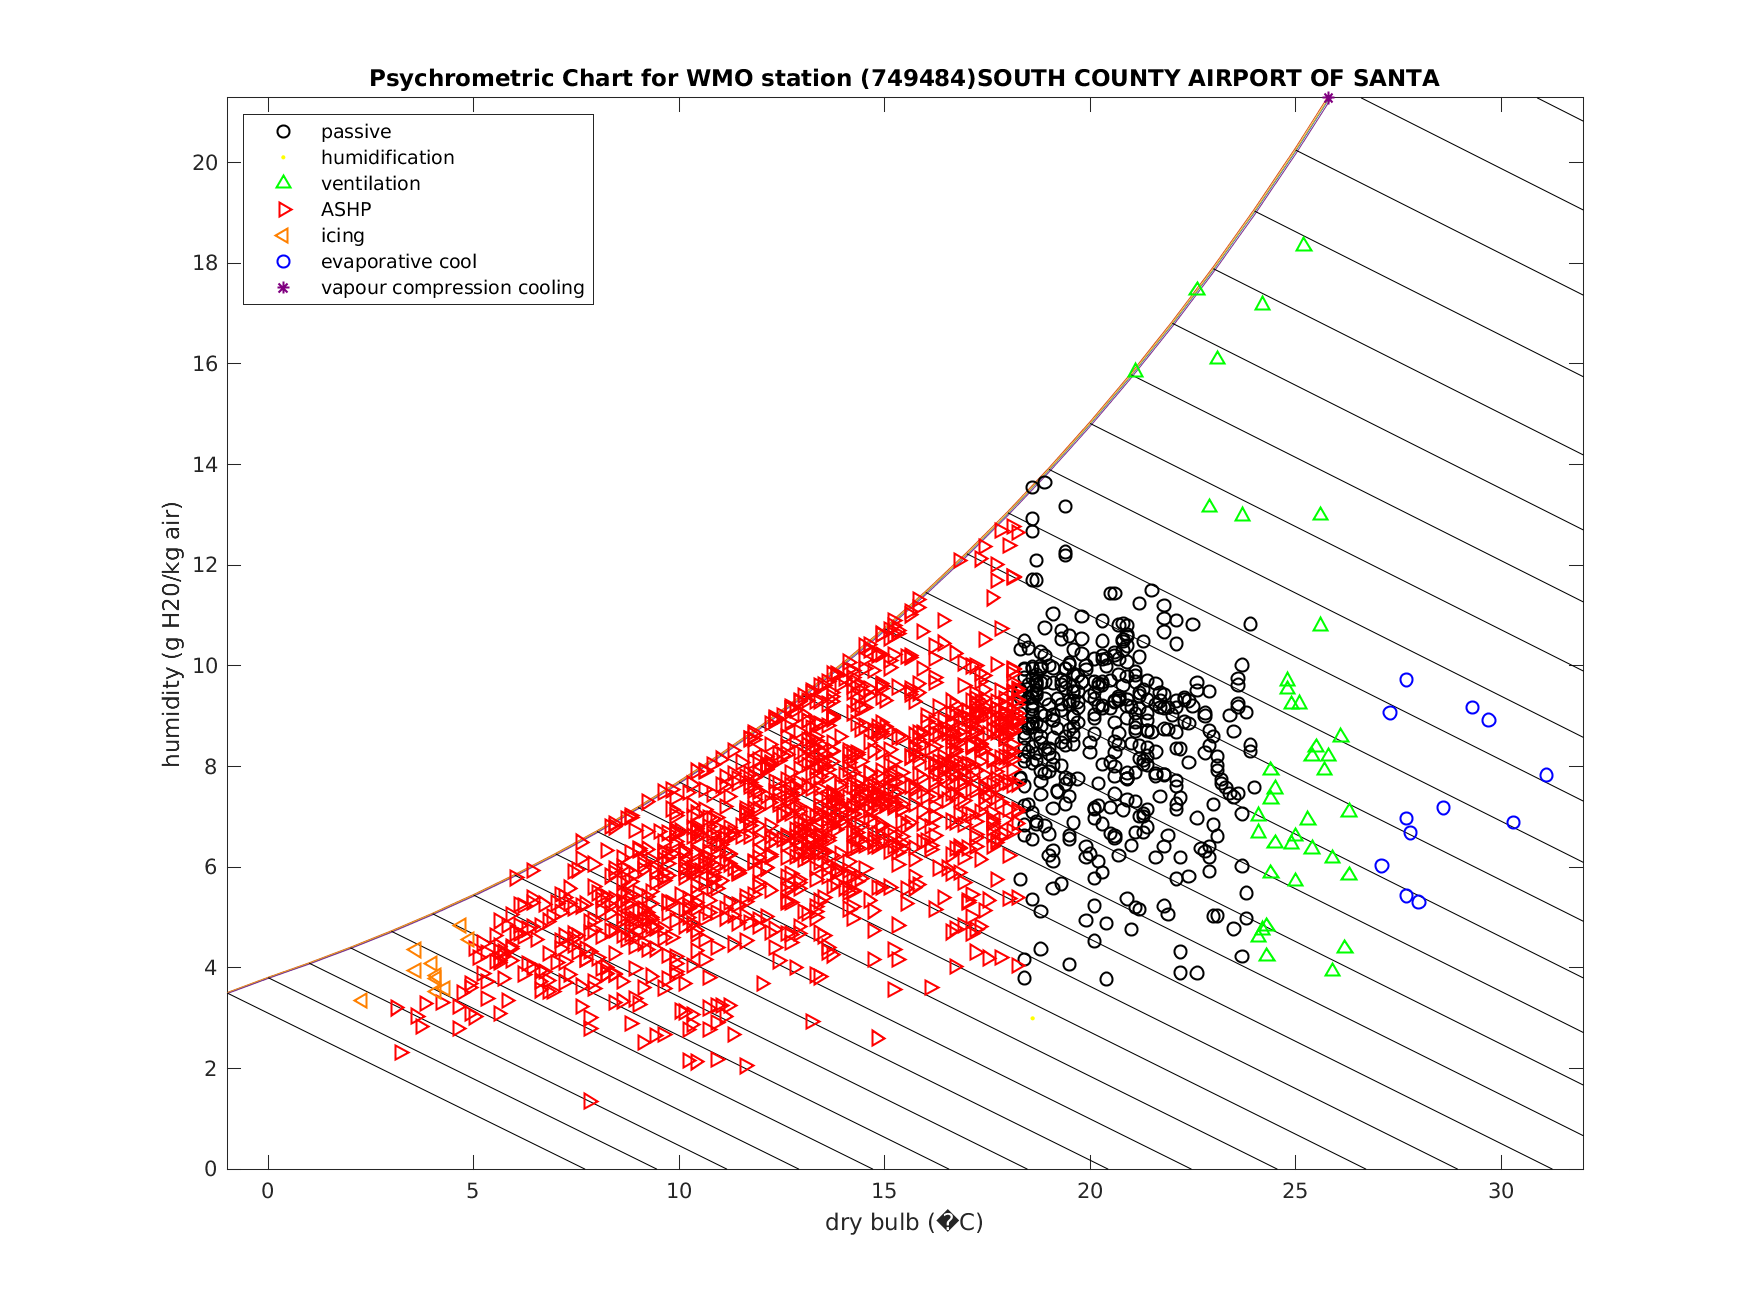 Psychrometric Chart for WMO station (749484)SOUTH COUNTY AIRPORT OF SANTA
passive
humidification
ventilation
ASHP
icing
evaporative cool
vapour compression cooling
humidity (g H20/kg air)
20
18
16
14
12
10
8
6
4
2
0
0 5 10 15 20 25 30
dry bulb (�C)